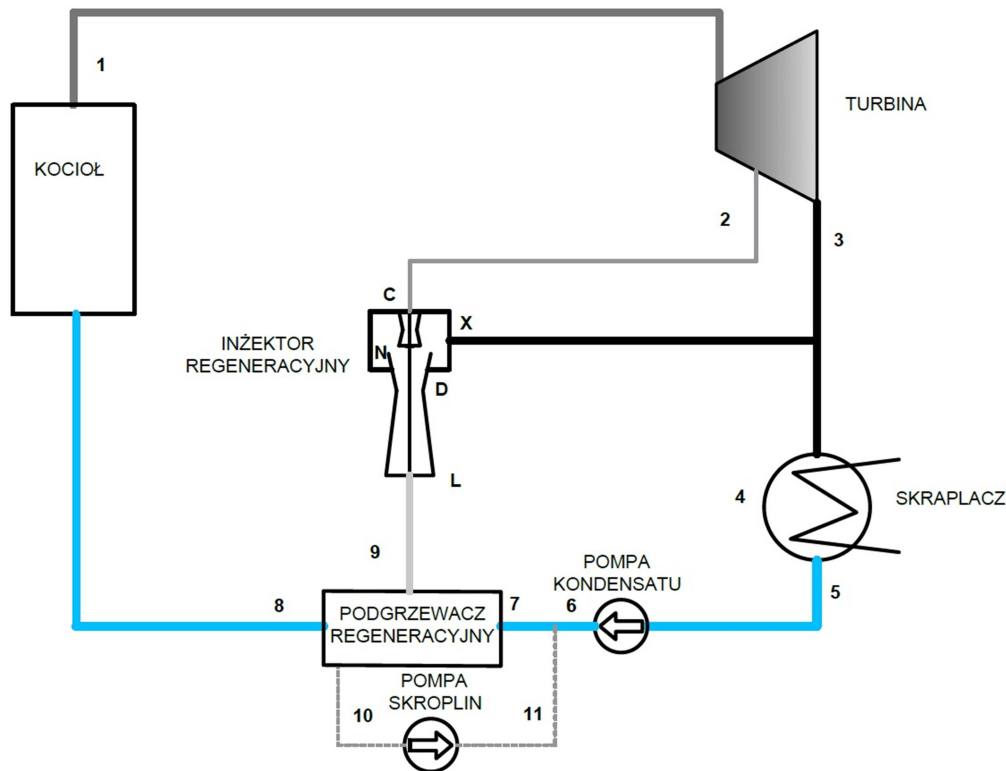 1
TURBINA
KOCIOŁ
2
3
C
X
INŻEKTOR
REGENERACYJNY
N
D
L
4
SKRAPLACZ
9
POMPA
KONDENSATU
5
8
PODGRZEWACZ
REGENERACYJNY
7
6
POMPA
SKROPLIN
10
11